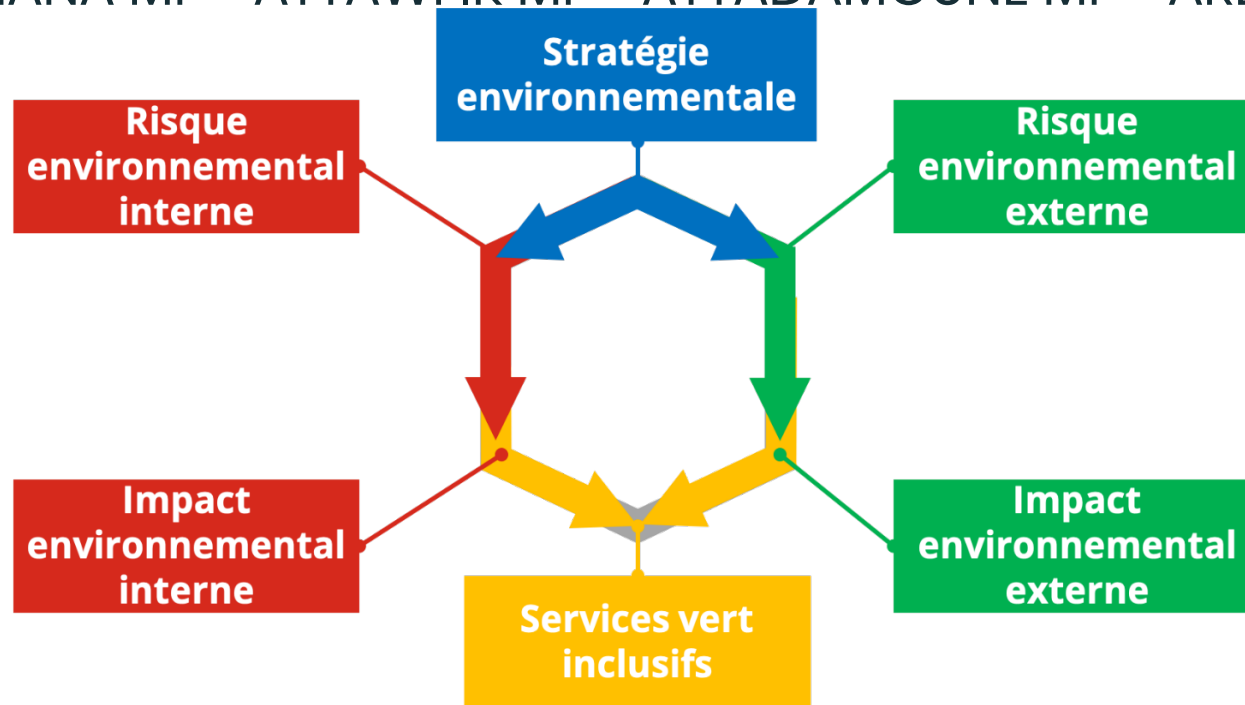 Stratégie
environnementale
Risque
environnemental
interne
Risque
environnemental
externe
Impact
environnemental
interne
Impact
environnemental
externe
Services vert
inclusifs